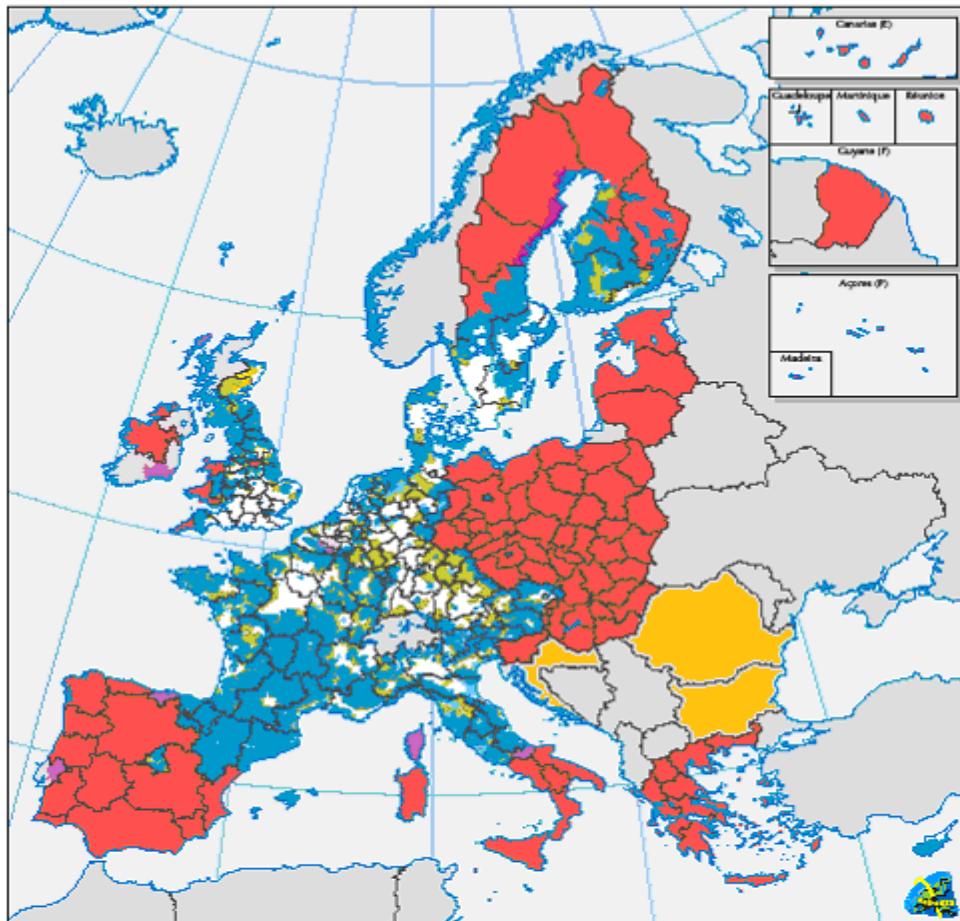 Canarias (E)
Guadeloupe
Martinique
Réunion
Guyane (F)
Açores (P)
Madeira